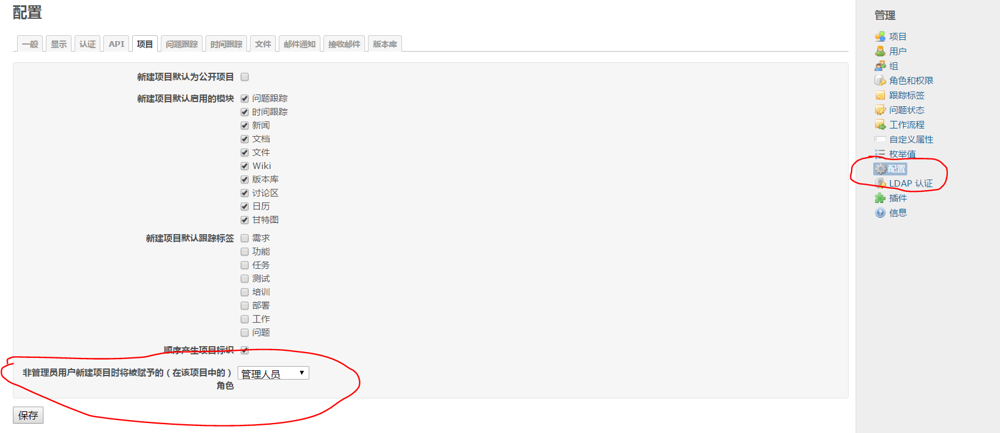 配置
一般 显示 认证 API 项目 问题跟踪 时间跟踪 文件 邮件通知 接收邮件 版本库
新建项目默认为公开项目
新建项目默认启用的模块 问题跟踪
时间跟踪
新闻
文档
文件
Wiki
版本库
讨论区
日历
甘特图
新建项目默认跟踪标签 需求
功能
任务
测试
培训
部署
工作
问题
顺序产生项目标识
非管理员用户新建项目时将被赋予的（在该项目中的） 管理人员
角色
保存
管理
项目
用户
组
角色和权限
跟踪标签
问题状态
工作流程
自定义属性
枚举值
配置
LDAP 认证
插件
信息